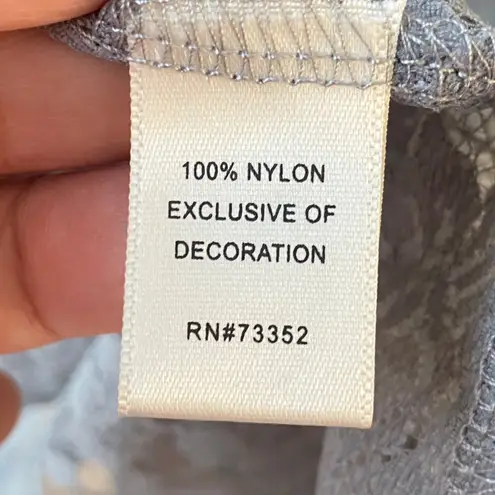 100% NYLON
EXCLUSIVE OF
DECORATION
RN#73352